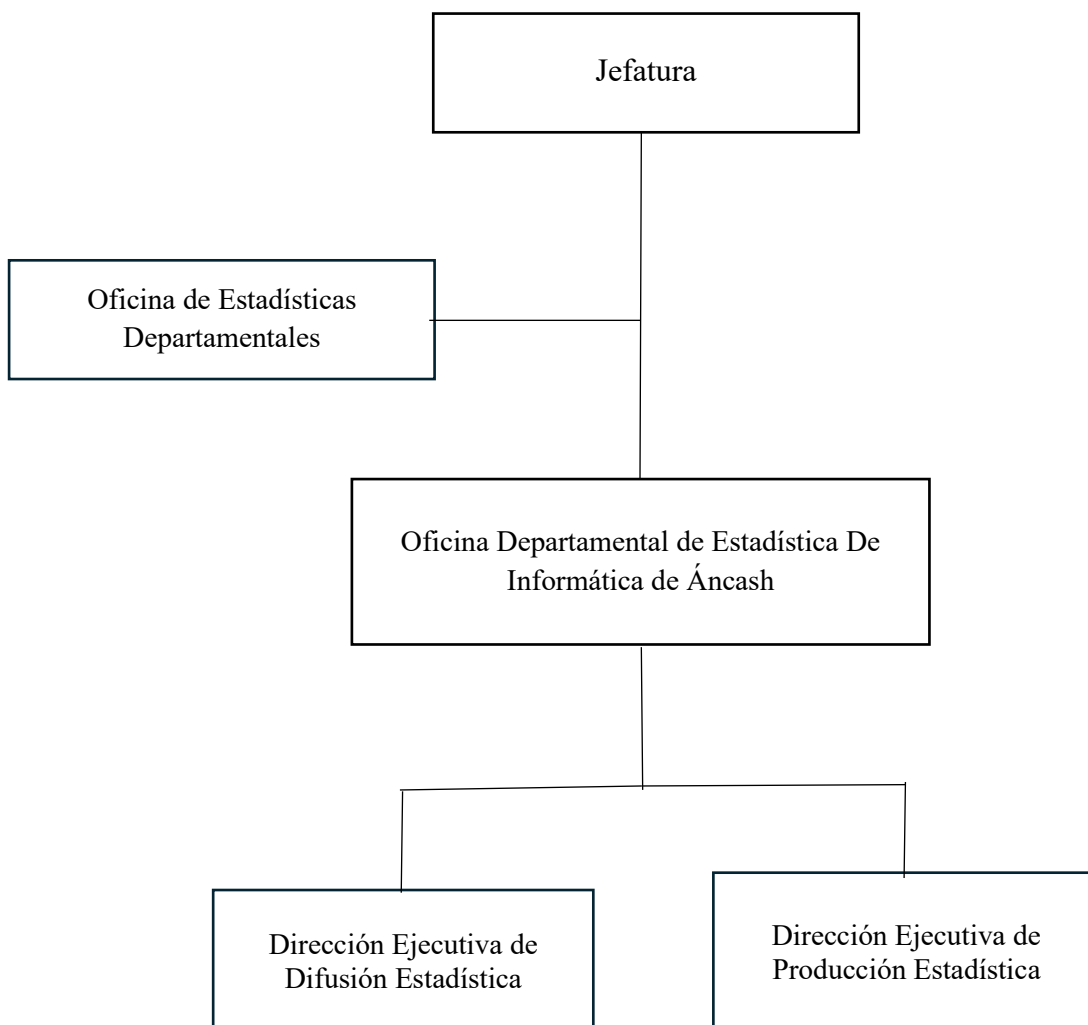 Jefatura
Oficina de Estadísticas
Departamentales
Oficina Departamental de Estadística De
Informática de Áncash
Dirección Ejecutiva de
Difusión Estadística
Dirección Ejecutiva de
Producción Estadística